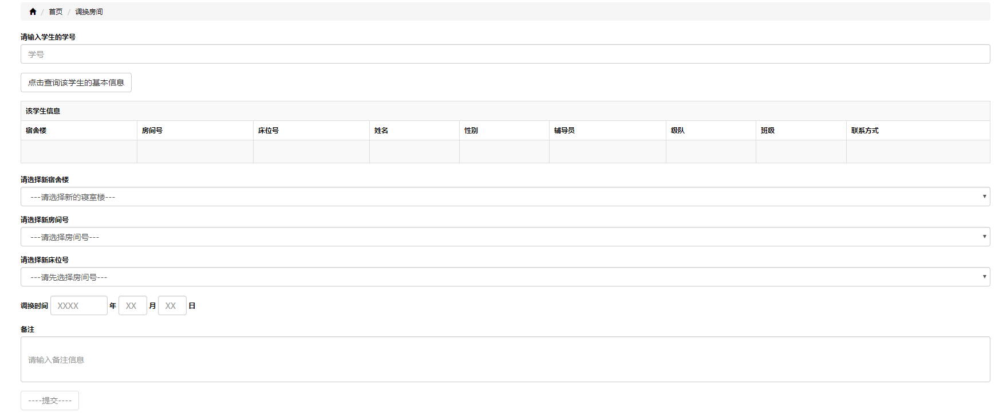 首页 / 调换房间
请输入学生的学号
学号
点击查询该学生的基本信息
该学生信息
宿舍楼 房间号 床位号 姓名 性别 辅导员 级队 班级 联系方式
请选择新宿舍楼
---请选择新的寝室楼---
请选择新房间号
---请选择房间号---
请选择新床位号
---请先选择房间号---
调换时间 XXXX 年 XX 月 XX 日
备注
请输入备注信息
----提交----